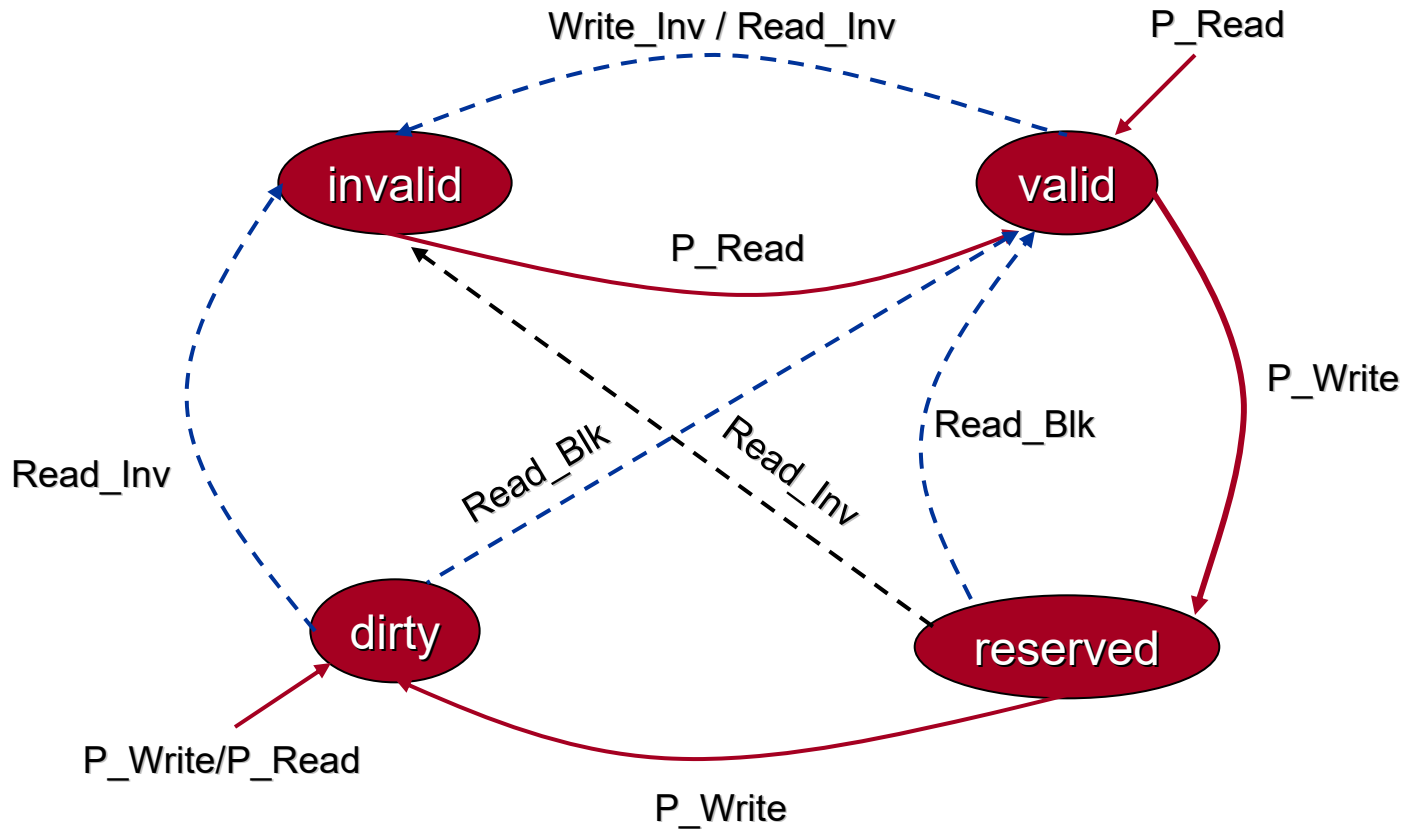 Write_Inv / Read_Inv
P_Read
invalid
valid
P_Read
P_Write
Read_Blk
Read_Blk
Read_Inv
Read_Inv
dirty
reserved
P_Write/P_Read
P_Write